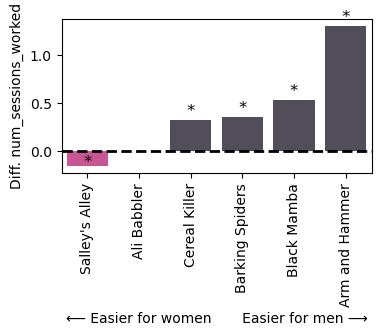 Diff. num_sessions_worked
1.0
0.5
0.0
*
*
*
*
*
Salley's Alley
Ali Babbler
Cereal Killer
Barking Spiders
Black Mamba
Arm and Hammer
⟵ Easier for women
Easier for men ⟶